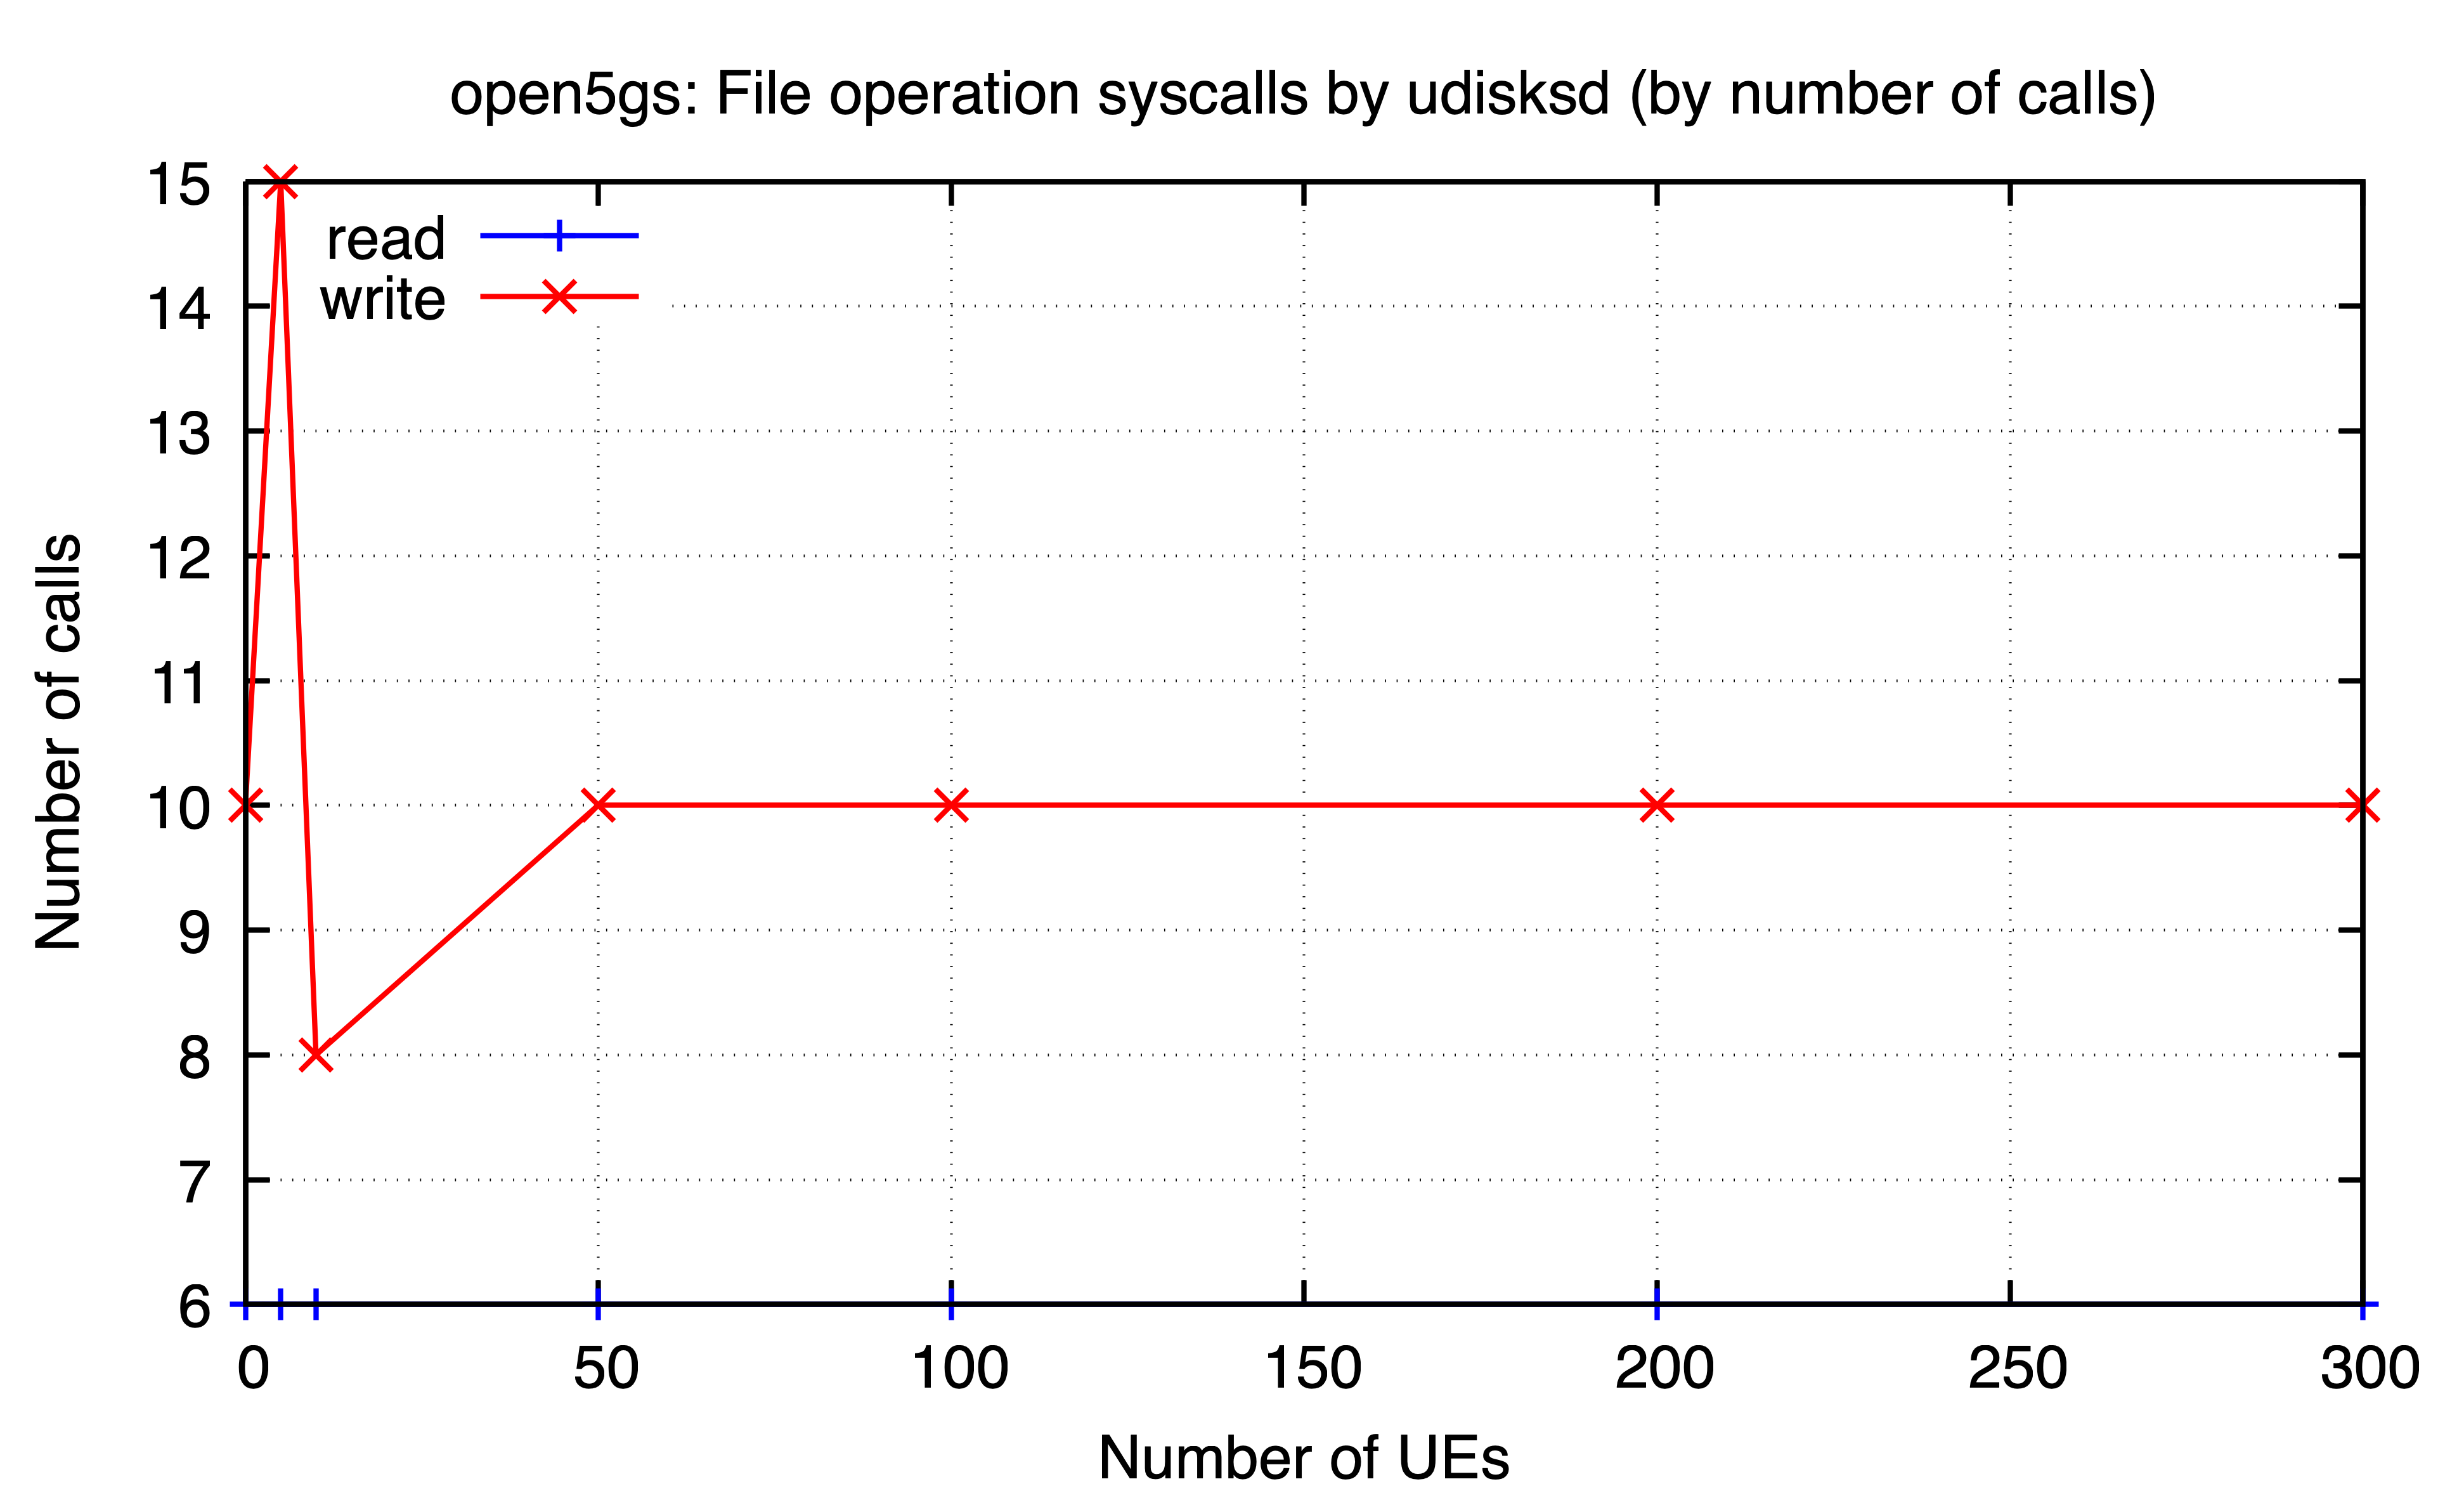 open5gs: File operation syscalls by udisksd (by number of calls)
15
14
13
12
11
10
9
8
7
6
read
write
Number of calls
0 50 100 150 200 250 300
Number of UEs